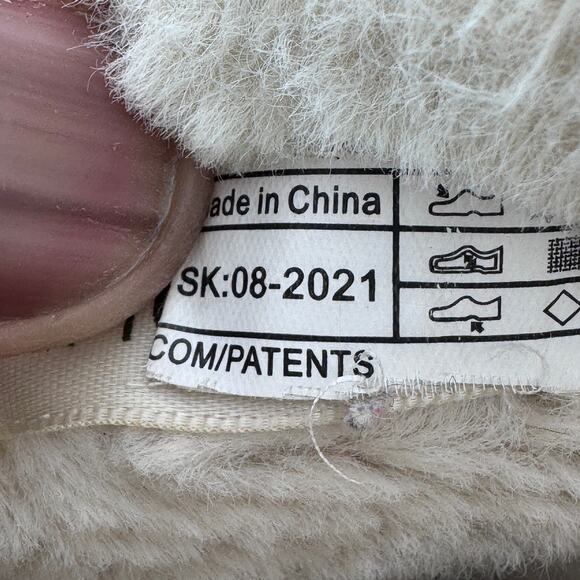 ade in China
SK:08-2021
COM/PATENTS